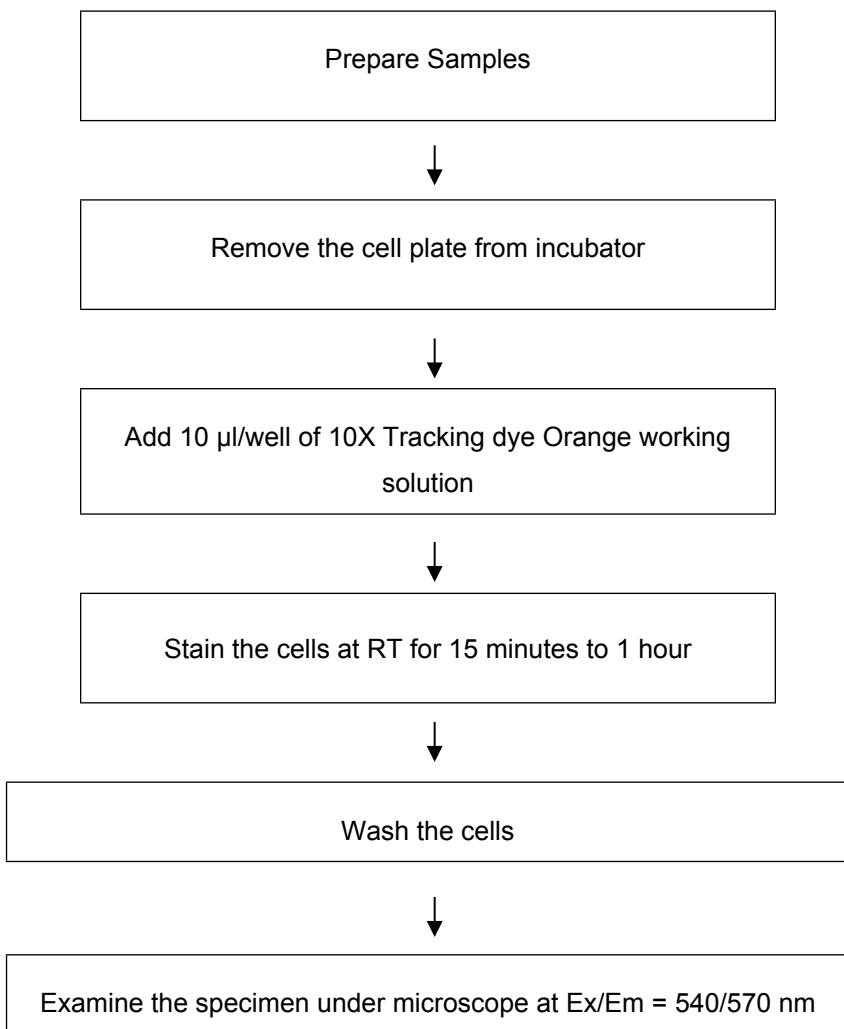 Prepare Samples
Remove the cell plate from incubator
Add 10 µl/well of 10X Tracking dye Orange working
solution
Stain the cells at RT for 15 minutes to 1 hour
Wash the cells
Examine the specimen under microscope at Ex/Em = 540/570 nm